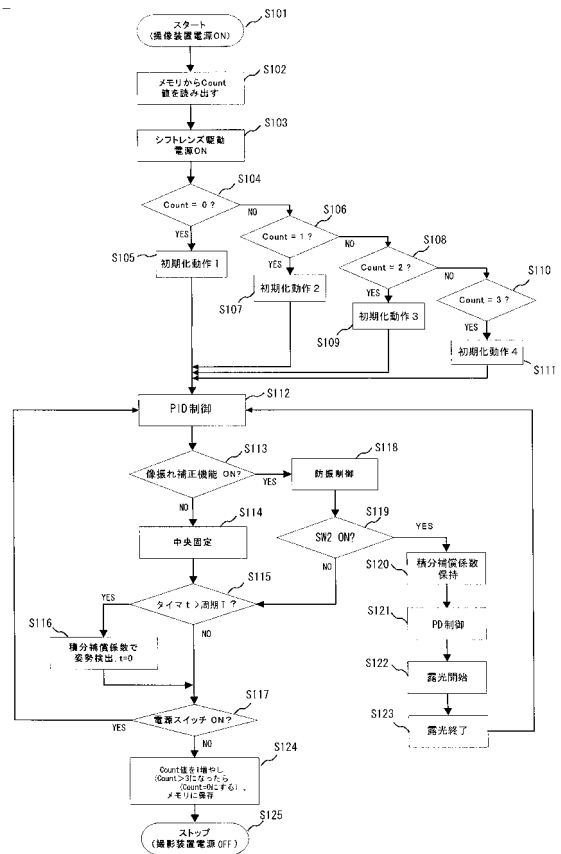 スタート
(撮像装置電源ON)
S101
メモリからCount
値を読み出す
S102
シフトレンズ駆動
電源ON
S103
Count = 0 ?
S104
YES
NO
初期化動作1
S105
Count = 1 ?
S106
YES
NO
初期化動作2
S107
Count = 2 ?
S108
YES
NO
初期化動作3
S109
Count = 3 ?
S110
YES
初期化動作4
S111
PID制御
S112
像振れ補正機能 ON?
S113
YES
NO
中央固定
S114
防振制御
S118
SW2 ON?
S119
YES
NO
積分補償係数
保持
S120
PD制御
S121
露光開始
S122
露光終了
S123
タイマt>周期T?
S115
YES
NO
積分補償係数で
姿勢検出、t=0
S116
電源スイッチ ON?
S117
YES
NO
Count値を1増やし
(Count>3になったら
Count=0にする)、
メモリに保存
S124
ストップ
(撮影装置電源OFF)
S125